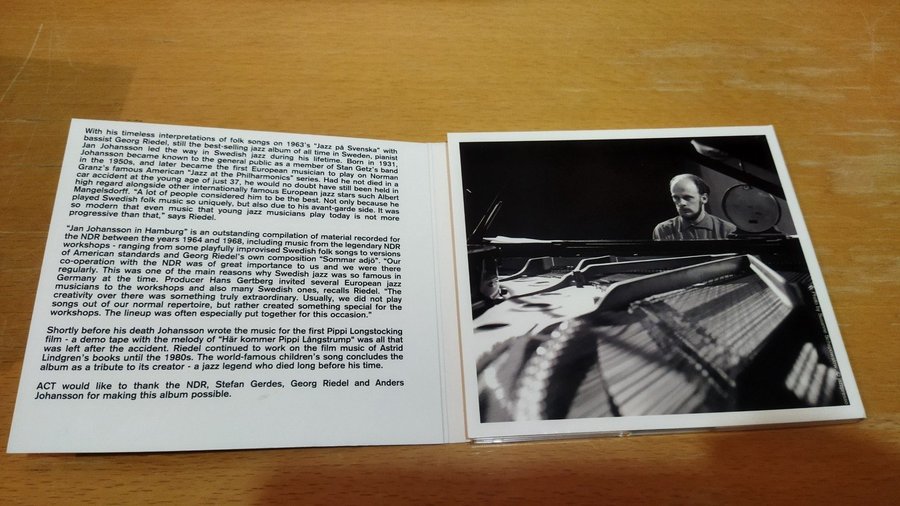 With his timeless interpretations of folk songs on 1963's "Jazz på Svenska" with
bassist Georg Riedel, still the best-selling jazz album of all time in Sweden, pianist
Jan Johansson led the way in Swedish jazz during his lifetime. Born in 1931,
Johansson became known to the general public as a member of Stan Getz's band
in the 1950s, and later became the first European musician to play on Norman
Granz's famous American "Jazz at the Philharmonics" series. Had he not died in a
car accident at the young age of just 37, he would no doubt have still been held in
high regard alongside other internationally famous European jazz stars such Albert
Mangelsdorff. "A lot of people considered him to be the best. Not only because he
played Swedish folk music so uniquely, but also due to his avant-garde side. It was
so modern that even music that young jazz musicians play today is not more
progressive than that," says Riedel.
"Jan Johansson in Hamburg" is an outstanding compilation of material recorded for
the NDR between the years 1964 and 1968, including music from the legendary NDR
workshops - ranging from some playfully improvised Swedish folk songs to versions
of American standards and Georg Riedel's own composition "Sommar adjö". "Our
co-operation with the NDR was of great importance to us and we were there
regularly. This was one of the main reasons why Swedish jazz was so famous in
Germany at the time. Producer Hans Gertberg invited several European jazz
musicians to the workshops and also many Swedish ones, recalls Riedel. "The
creativity over there was something truly extraordinary. Usually, we did not play
songs out of our normal repertoire, but rather created something special for the
workshops. The lineup was often especially put together for this occasion."
Shortly before his death Johansson wrote the music for the first Pippi Longstocking
film - a demo tape with the melody of "Här kommer Pippi Långstrump" was all that
was left after the accident. Riedel continued to work on the film music of Astrid
Lindgren's books until the 1980s. The world-famous children's song concludes the
album as a tribute to its creator - a jazz legend who died long before his time.
ACT would like to thank the NDR, Stefan Gerdes, Georg Riedel and Anders
Johansson for making this album possible.